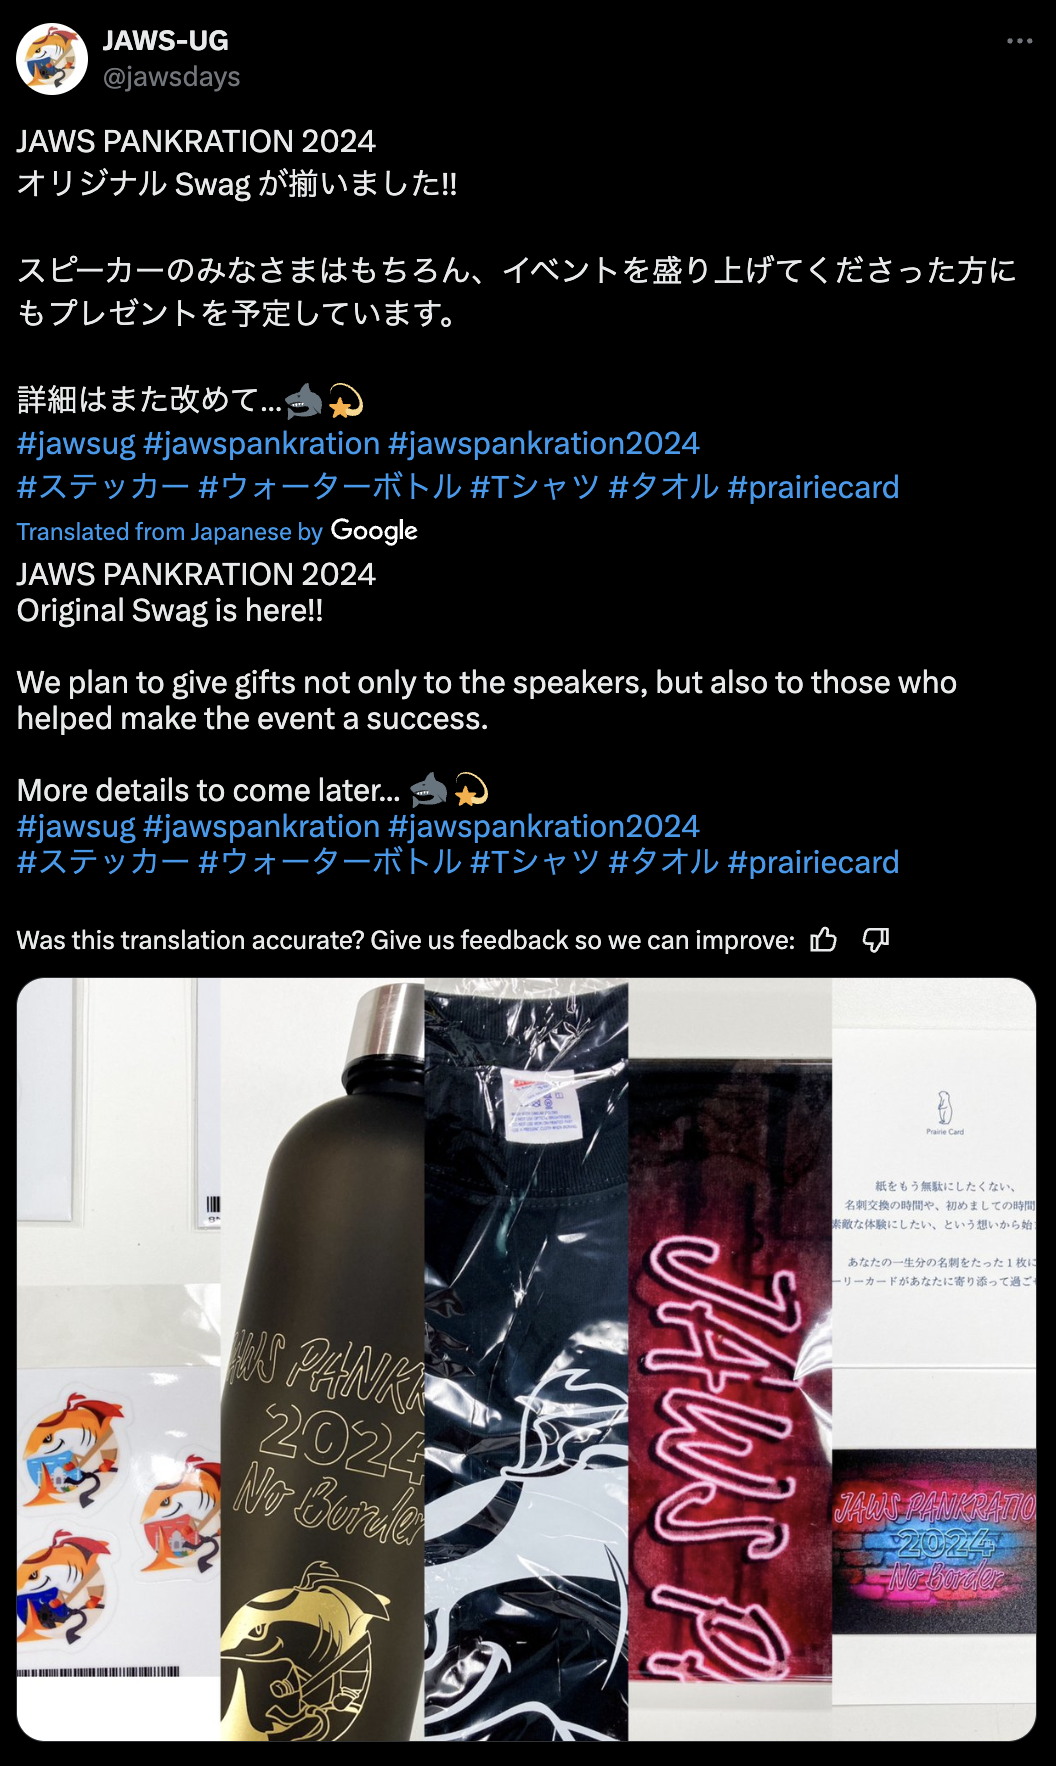 JAWS-UG
@jawsdays
JAWS PANKRATION 2024
オリジナル Swag が揃いました!!
スピーカーのみなさまはもちろん、イベントを盛り上げてくださった方に
もプレゼントを予定しています。
詳細はまた改めて...🦈💫
#jawsug #jawspankration #jawspankration2024
#ステッカー #ウォーターボトル #Tシャツ #タオル #prairiecard
Translated from Japanese by Google
JAWS PANKRATION 2024
Original Swag is here!!
We plan to give gifts not only to the speakers, but also to those who
helped make the event a success.
More details to come later... 🦈💫
#jawsug #jawspankration #jawspankration2024
#ステッカー #ウォーターボトル #Tシャツ #タオル #prairiecard
Was this translation accurate? Give us feedback so we can improve:
JAWS PANKR
2024
No Border
JAWS P
Prairie Card
紙をもう無駄にしたくない、
名刺交換の時間や、初めましての時間
素敵な体験にしたい、という想いから始
あなたの一生分の名刺をたった1枚に
ーリーカードがあなたに寄り添って過ご
JAWS PANKRATIO
2024
No Border